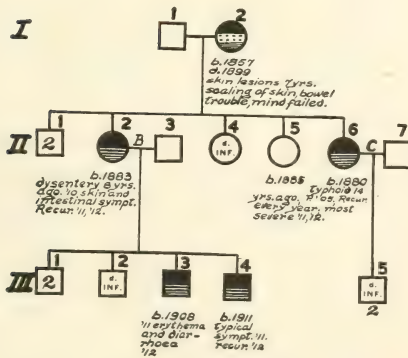 I
1
2
b.1857
d.1899
skin lesions 7yrs.
scaling of skin, bowel
trouble, mind failed.
II
1
2
2
B
3
4
d.
INF.
5
6
C
7
b.1883
dysentery 8 yrs.
ago. '10 skin and
intestinal sympt.
Recur. '11, '12.
b.1885
b.1880
typhoid 14
yrs. ago, P. '05. Recur.
every year, most
severe '11, '12.
III
1
2
2
d.
INF.
3
4
5
d.
INF.
2
b.1908
'11 erythema
and diar-
rhoea
'12
b.1911
typical
sympt. '11.
recur. '12